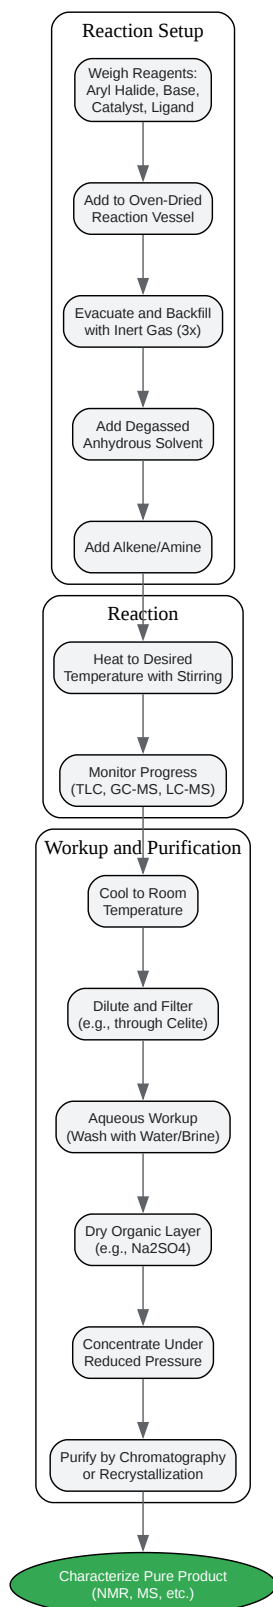 Reaction Setup
Weigh Reagents:
Aryl Halide, Base,
Catalyst, Ligand
Add to Oven-Dried
Reaction Vessel
Evacuate and Backfill
with Inert Gas (3x)
Add Degassed
Anhydrous Solvent
Add Alkene/Amine
Reaction
Heat to Desired
Temperature with Stirring
Monitor Progress
(TLC, GC-MS, LC-MS)
Workup and Purification
Cool to Room
Temperature
Dilute and Filter
(e.g., through Celite)
Aqueous Workup
(Wash with Water/Brine)
Dry Organic Layer
(e.g., Na2SO4)
Concentrate Under
Reduced Pressure
Purify by Chromatography
or Recrystallization
Characterize Pure Product
(NMR, MS, etc.)